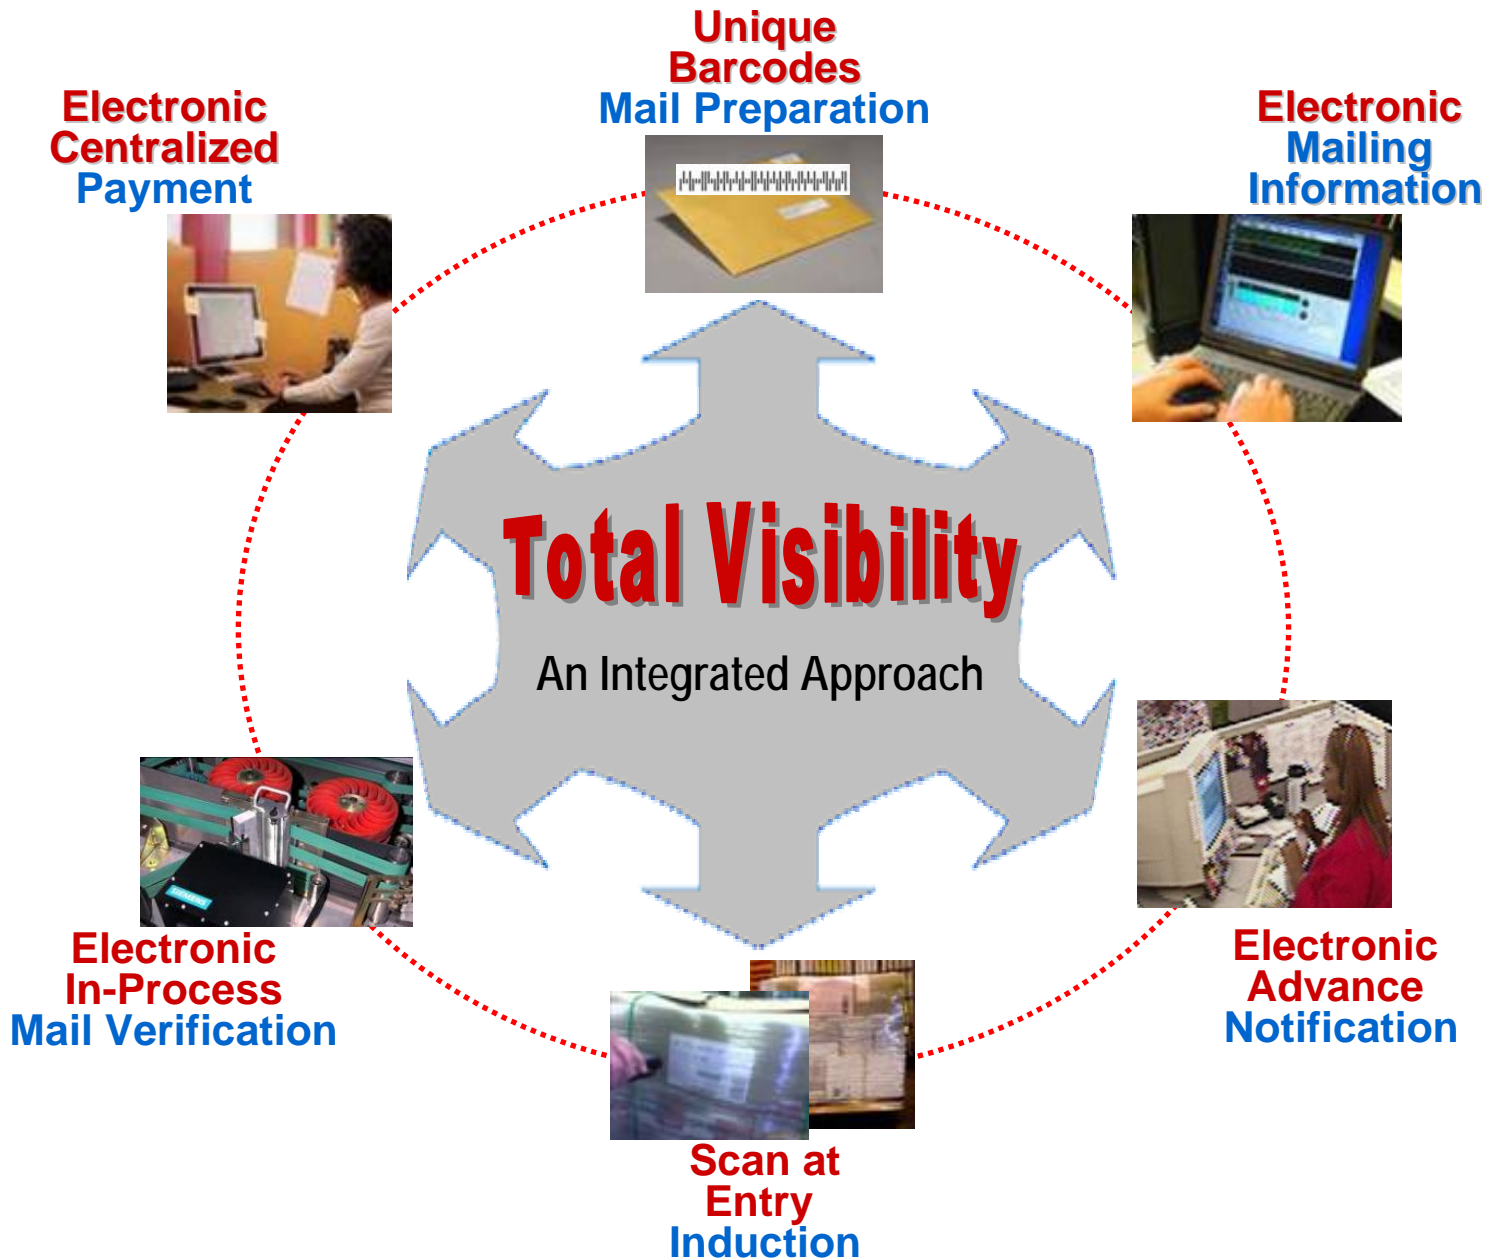 Unique
Barcodes
Mail Preparation
Electronic
Centralized
Payment
Electronic
Mailing
Information
Total Visibility
An Integrated Approach
SIEMENS
Electronic
In-Process
Mail Verification
Electronic
Advance
Notification
Scan at
Entry
Induction